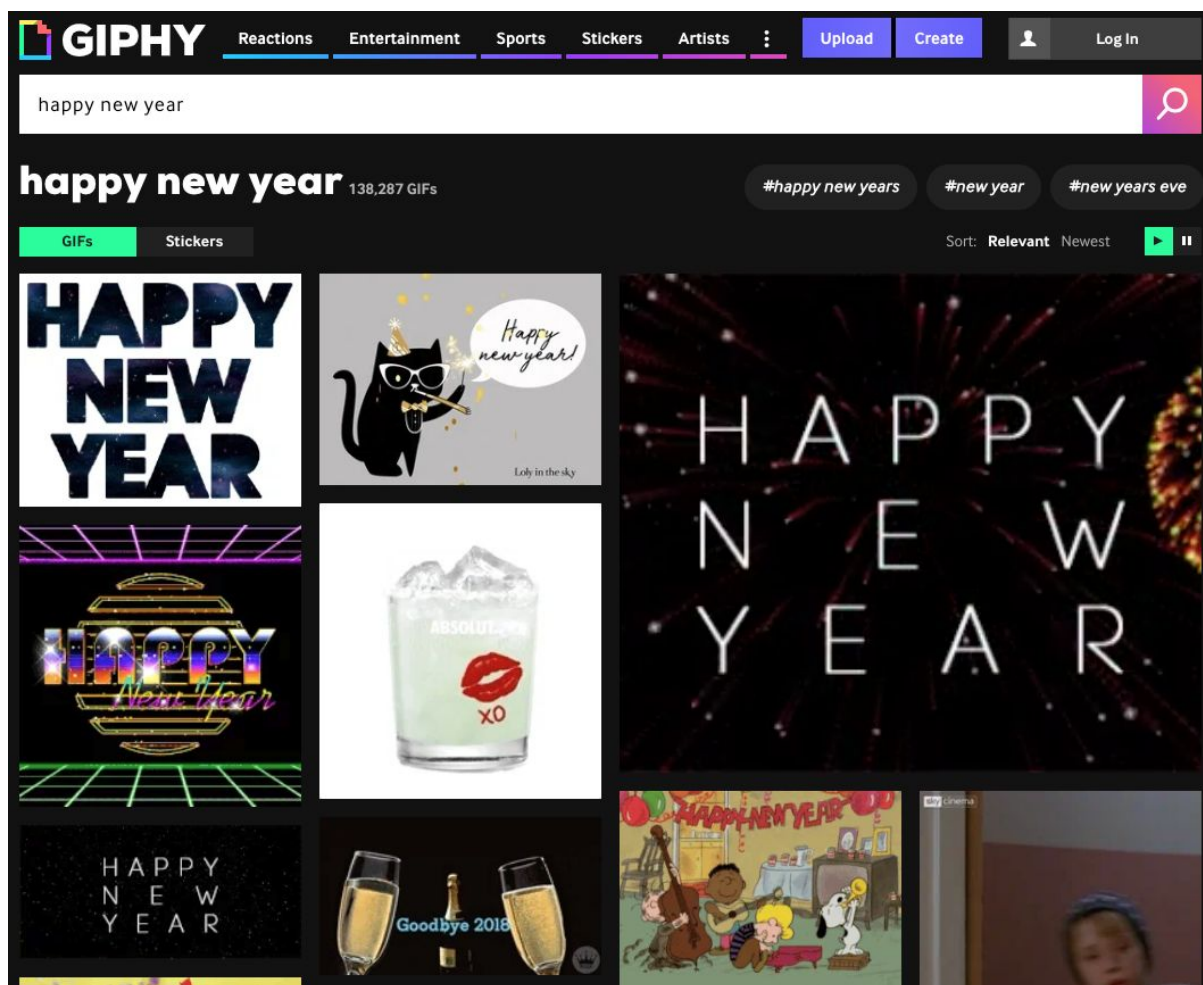 GIPHY
Reactions Entertainment Sports Stickers Artists Upload Create Log In
happy new year
happy new year 138,287 GIFs #happy new years #new year #new years eve
GIFs Stickers Sort: Relevant Newest
HAPPY
NEW
YEAR
Happy
new year!
Loly in the sky
HAPPY
NEW
YEAR
HAPPY
New Year
ABSOLUT
XO
HAPPY
NEW
YEAR
Goodbye 2018
HAPPY NEW YEAR
sky cinema